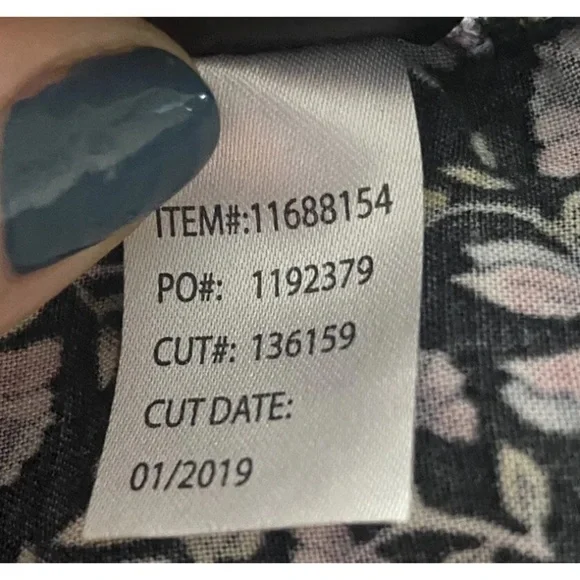 ITEM#:11688154
PO#: 1192379
CUT#: 136159
CUT DATE:
01/2019